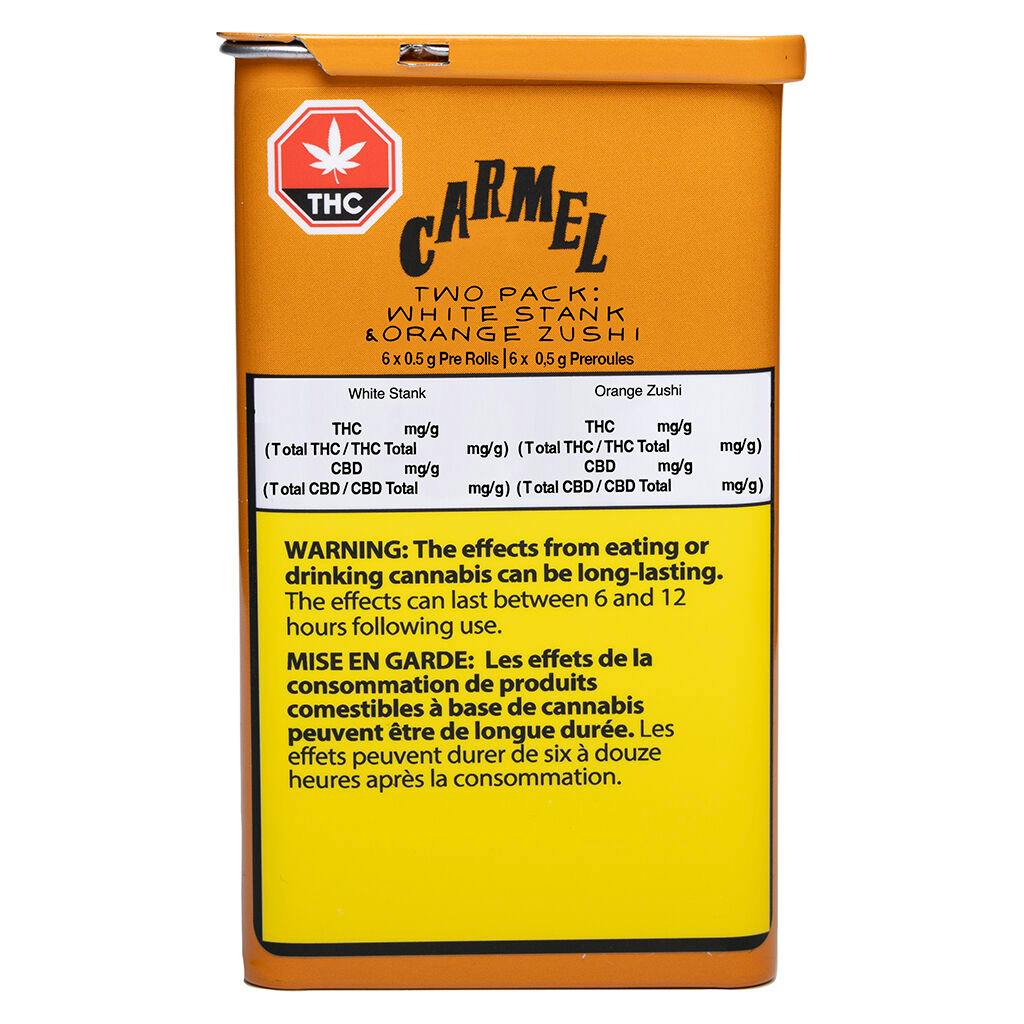 THC
CARMEL
TWO PACK:
WHITE STANK
& ORANGE ZUSHI
6 x 0.5 g Pre Rolls | 6 x 0,5 g Preroules
White Stank Orange Zushi
THC mg/g THC mg/g
(Total THC / THC Total mg/g) (Total THC / THC Total mg/g)
CBD mg/g CBD mg/g
(Total CBD / CBD Total mg/g) (Total CBD / CBD Total mg/g)
WARNING: The effects from eating or
drinking cannabis can be long-lasting.
The effects can last between 6 and 12
hours following use.
MISE EN GARDE: Les effets de la
consommation de produits
comestibles à base de cannabis
peuvent être de longue durée. Les
effets peuvent durer de six à douze
heures après la consommation.